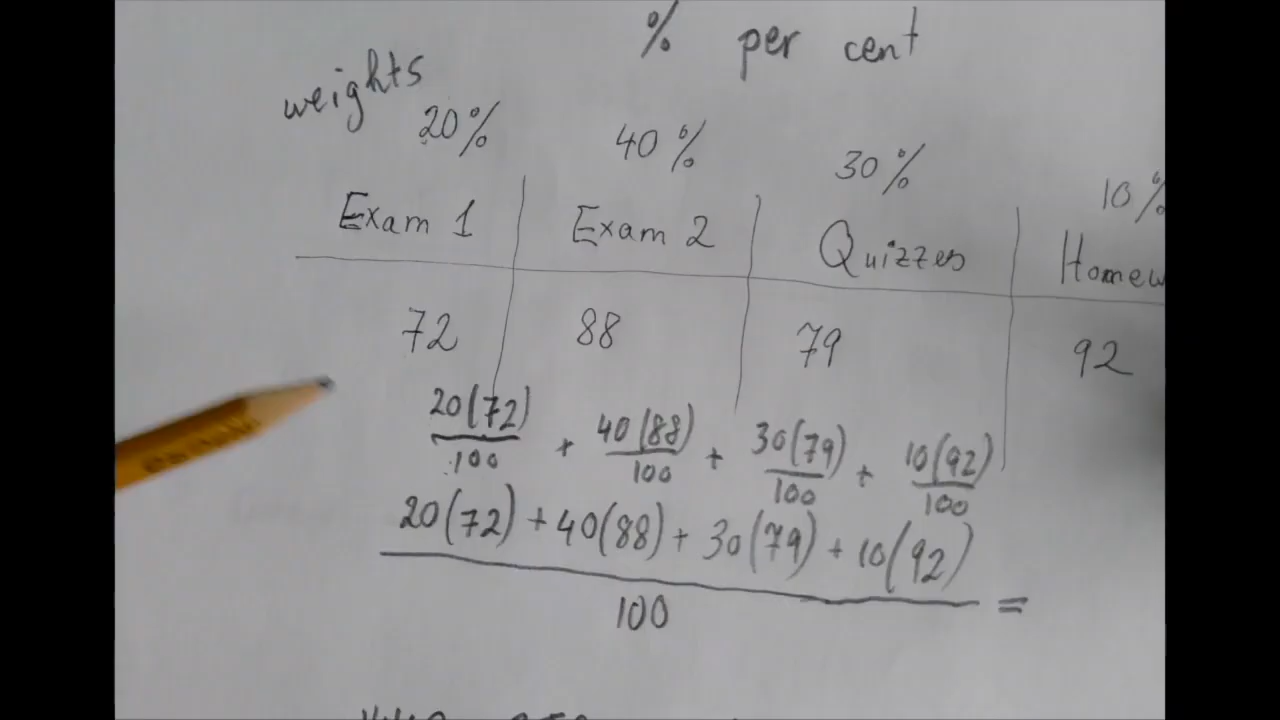 % per cent
weights
20% 40% 30% 10%
Exam 1 Exam 2 Quizzes Homew
72 88 79 92
20(72)/100 + 40(88)/100 + 30(79)/100 + 10(92)/100
20(72) + 40(88) + 30(79) + 10(92)
100 =